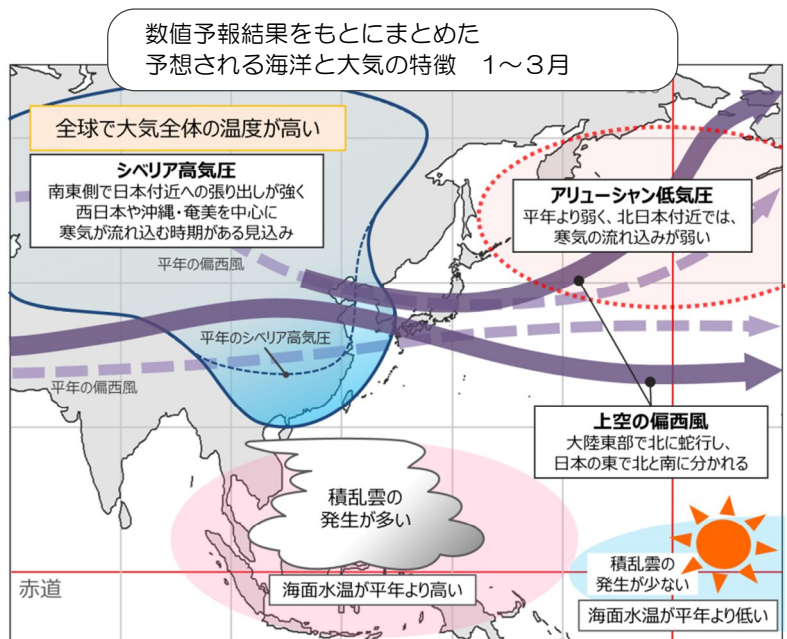 数値予報結果をもとにまとめた
予想される海洋と大気の特徴　1～3月
全球で大気全体の温度が高い
シベリア高気圧
南東側で日本付近への張り出しが強く
西日本や沖縄・奄美を中心に
寒気が流れ込む時期がある見込み
平年の偏西風
アリューシャン低気圧
平年より弱く、北日本付近では、
寒気の流れ込みが弱い
平年のシベリア高気圧
平年の偏西風
上空の偏西風
大陸東部で北に蛇行し、
日本の東で北と南に分かれる
積乱雲の
発生が多い
海面水温が平年より高い
積乱雲の
発生が少ない
海面水温が平年より低い
赤道